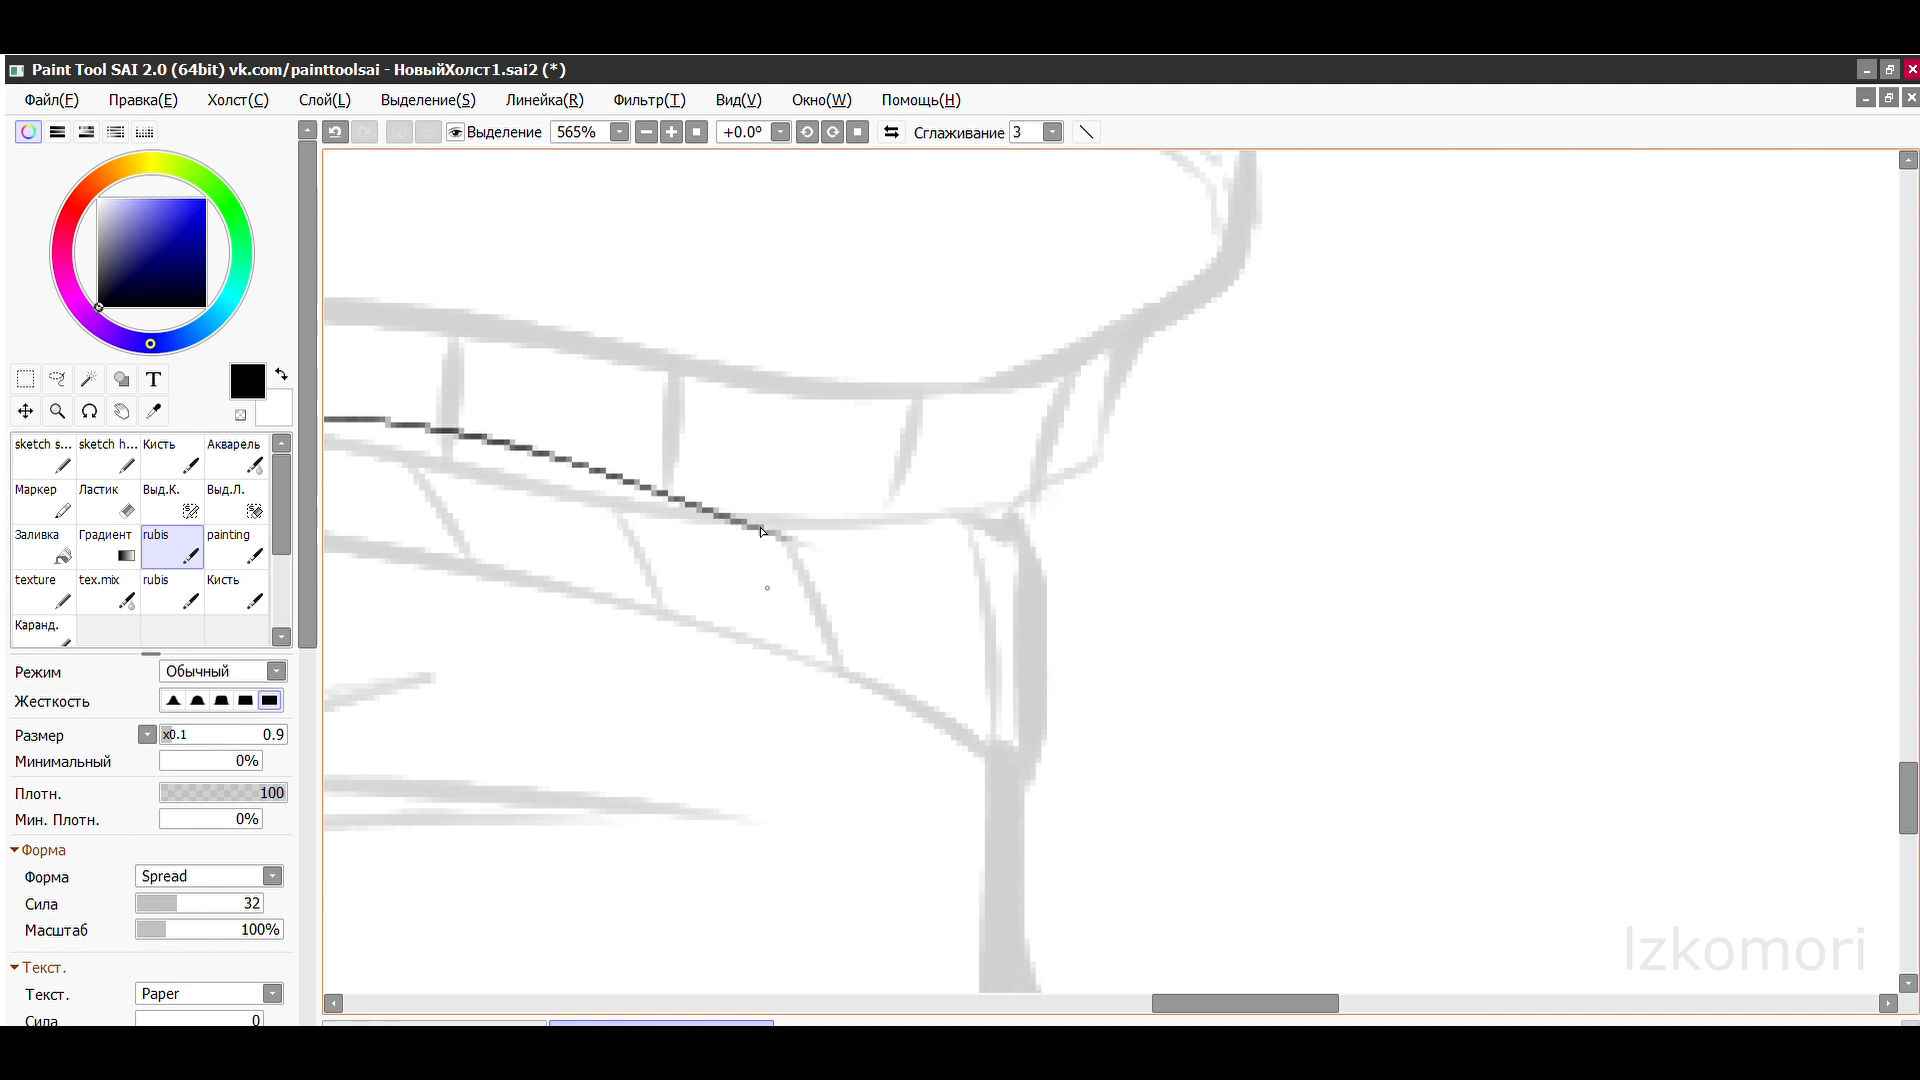 Paint Tool SAI 2.0 (64bit) vk.com/painttoolsai - НовыйХолст1.sai2 (*)
Файл(F) Правка(E) Холст(C) Слой(L) Выделение(S) Линейка(R) Фильтр(T) Вид(V) Окно(W) Помощь(H)
Выделение 565% +0.0º Сглаживание 3
T
sketch s... sketch h... Кисть Акварель
Маркер Ластик Выд.К. Выд.Л.
Заливка Градиент rubis painting
texture tex.mix rubis Кисть
Каранд.
Режим Обычный
Жесткость
Размер x0.1 0.9
Минимальный 0%
Плотн. 100
Мин. Плотн. 0%
Форма
Форма Spread
Сила 32
Масштаб 100%
Текст.
Текст. Paper
Сила 0
Izkomori